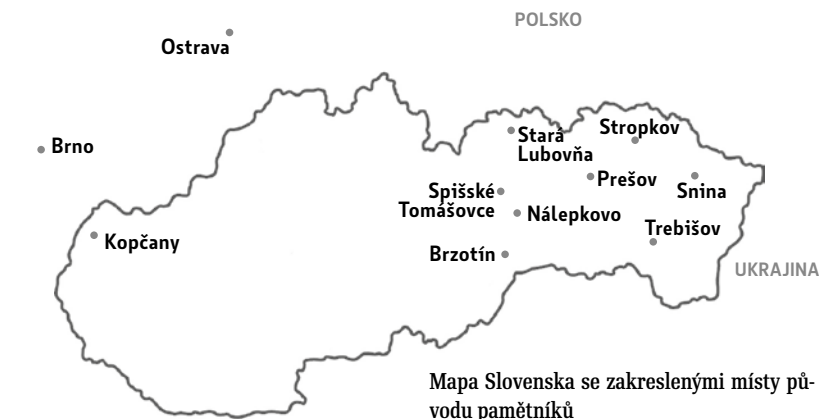 POLSKO
Ostrava
Brno
Stará
Lubovňa
Stropkov
Prešov
Snina
Spišské
Tomášovce
Nálepkovo
Trebišov
Kopčany
Brzotín
UKRAJINA
Mapa Slovenska se zakreslenými místy pů-
vodu pamětníků